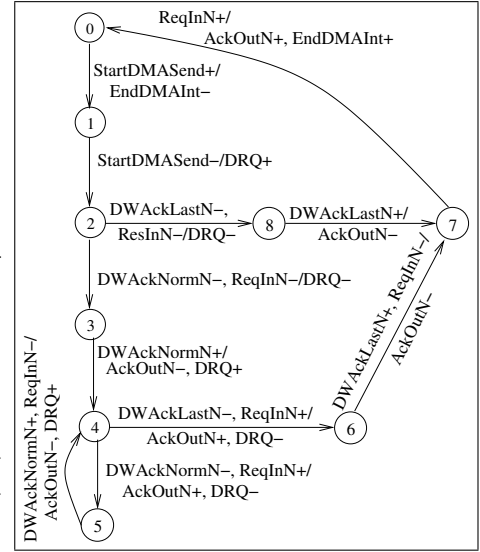 ReqInN+/
AckOutN+, EndDMAInt+
0
StartDMASend+/
EndDMAInt−
1
StartDMASend−/DRQ+
2
DWAckLastN−,
ResInN−/DRQ−
8
DWAckLastN+/
AckOutN−
7
DWAckNormN−, ReqInN−/DRQ−
3
DWAckNormN+/
AckOutN−, DRQ+
DWAckLastN+, ReqInN−/
AckOutN−
4
DWAckLastN−, ReqInN+/
AckOutN+, DRQ−
6
DWAckNormN+, ReqInN−/
AckOutN−, DRQ+
DWAckNormN−, ReqInN+/
AckOutN+, DRQ−
5